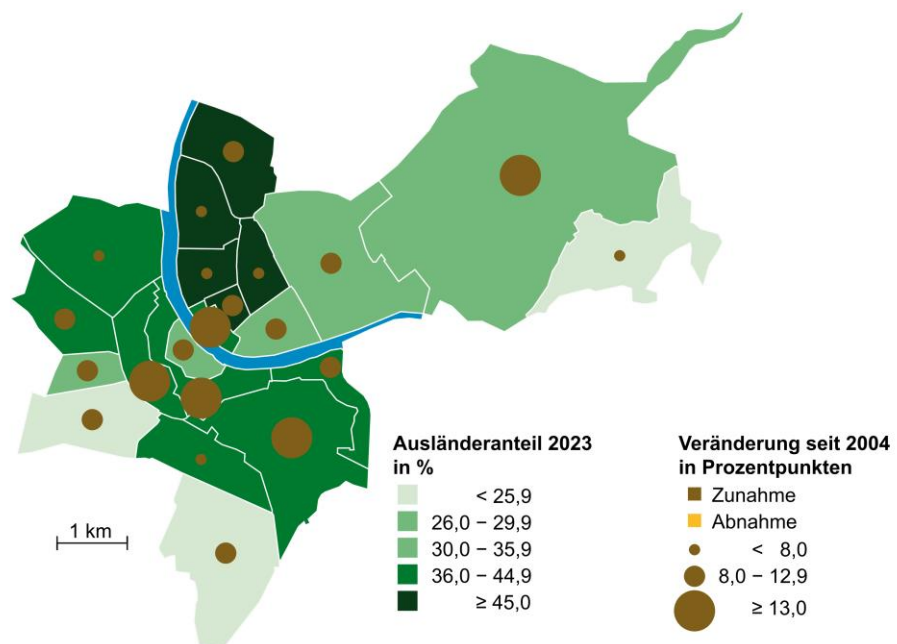 Ausländeranteil 2023
in %
< 25,9
26,0 – 29,9
30,0 – 35,9
36,0 – 44,9
≥ 45,0
Veränderung seit 2004
in Prozentpunkten
Zunahme
Abnahme
< 8,0
8,0 – 12,9
≥ 13,0
1 km